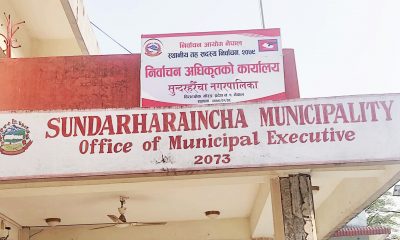 निर्वाचन आयोग नेपाल
स्थानीय तह सदस्य निर्वाचन, २०७९
निर्वाचन अधिकृतको कार्यालय
सुन्दरहरैंचा नगरपालिका
SUNDARHARAINCHA MUNICIPALITY
Office of Municipal Executive
2073